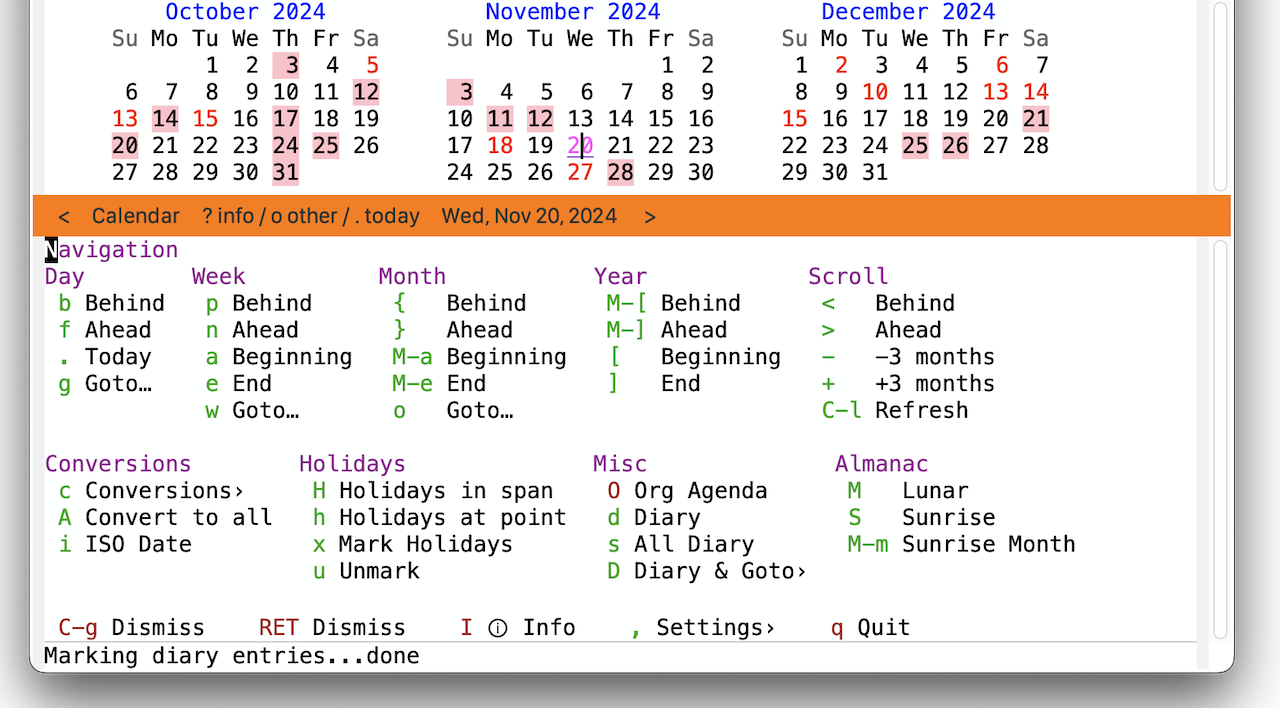 October 2024 November 2024 December 2024
Su Mo Tu We Th Fr Sa Su Mo Tu We Th Fr Sa Su Mo Tu We Th Fr Sa
1 2 3 4 5 1 2 1 2 3 4 5 6 7
6 7 8 9 10 11 12 3 4 5 6 7 8 9 8 9 10 11 12 13 14
13 14 15 16 17 18 19 10 11 12 13 14 15 16 15 16 17 18 19 20 21
20 21 22 23 24 25 26 17 18 19 20 21 22 23 22 23 24 25 26 27 28
27 28 29 30 31 24 25 26 27 28 29 30 29 30 31
< Calendar ? info / o other / . today Wed, Nov 20, 2024 >
Navigation
Day Week Month Year Scroll
b Behind p Behind { Behind M-[ Behind < Behind
f Ahead n Ahead } Ahead M-] Ahead > Ahead
. Today a Beginning M-a Beginning [ Beginning - -3 months
g Goto… e End M-e End ] End + +3 months
w Goto… o Goto… C-l Refresh
Conversions Holidays Misc Almanac
c Conversions› H Holidays in span O Org Agenda M Lunar
A Convert to all h Holidays at point d Diary S Sunrise
i ISO Date x Mark Holidays s All Diary M-m Sunrise Month
u Unmark D Diary & Goto›
C-g Dismiss RET Dismiss I ⓘ Info , Settings› q Quit
Marking diary entries...done